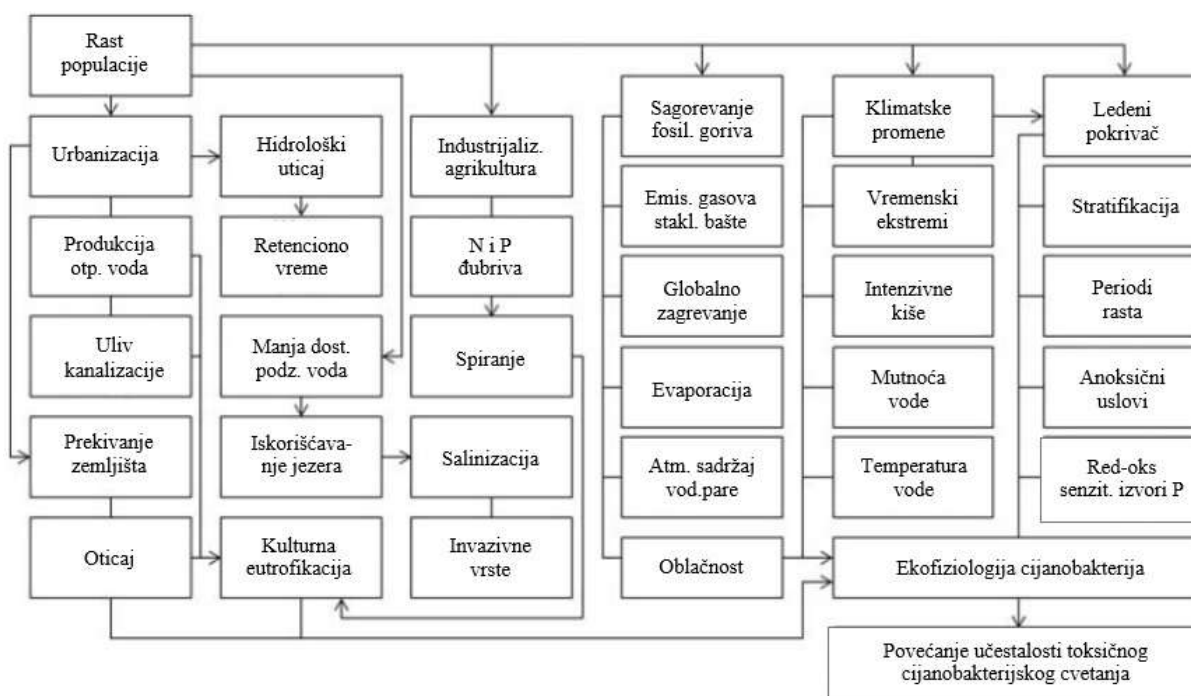 Rast
populacije
Urbanizacija
Produkcija
otp. voda
Uliv
kanalizacije
Prekivanje
zemljišta
Oticaj
Hidrološki
uticaj
Retenciono
vreme
Manja dost.
podz. voda
Iskorišćava-
nje jezera
Kulturna
eutrofikacija
Industrijaliz.
agrikultura
N i P
đubriva
Spiranje
Salinizacija
Invazivne
vrste
Sagorevanje
fosil. goriva
Emis. gasova
stakl. bašte
Globalno
zagrevanje
Evaporacija
Atm. sadržaj
vod.pare
Oblačnost
Klimatske
promene
Vremenski
ekstremi
Intenzivne
kiše
Mutnoća
vode
Temperatura
vode
Ledeni
pokrivač
Stratifikacija
Periodi
rasta
Anoksični
uslovi
Red-oks
senzit. izvori P
Ekofiziologija cijanobakterija
Povećanje učestalosti toksičnog
cijanobakterijskog cvetanja